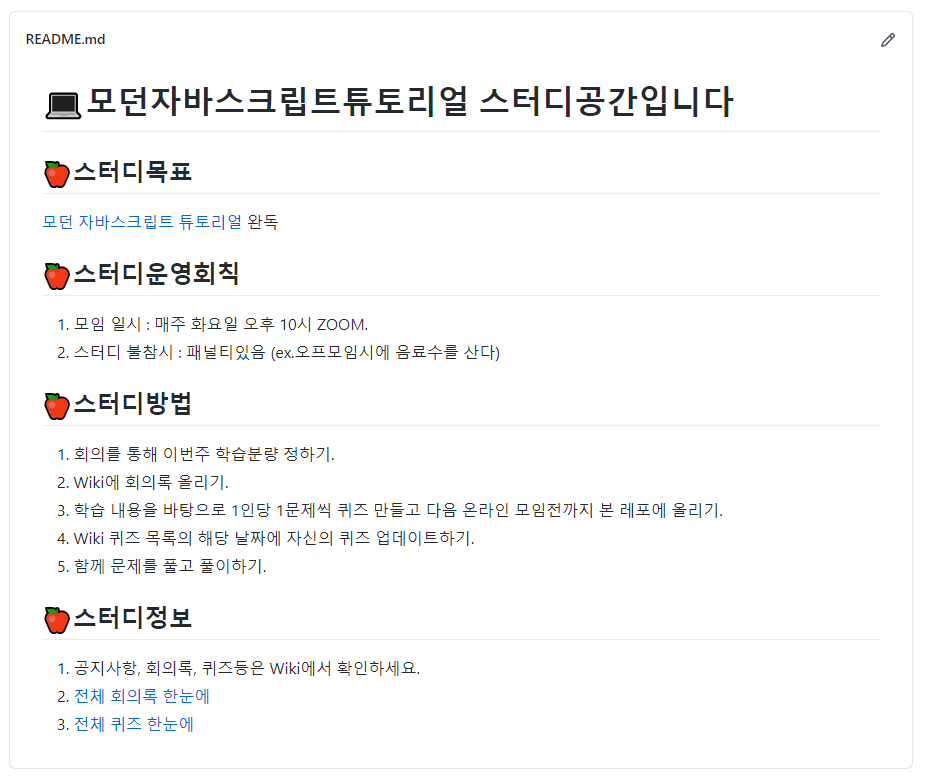 README.md
💻모던자바스크립트튜토리얼 스터디공간입니다
🍎스터디목표
모던 자바스크립트 튜토리얼 완독
🍎스터디운영회칙
1. 모임 일시 : 매주 화요일 오후 10시 ZOOM.
2. 스터디 불참시 : 패널티있음 (ex.오프모임시에 음료수를 산다)
🍎스터디방법
1. 회의를 통해 이번주 학습분량 정하기.
2. Wiki에 회의록 올리기.
3. 학습 내용을 바탕으로 1인당 1문제씩 퀴즈 만들고 다음 온라인 모임전까지 본 레포에 올리기.
4. Wiki 퀴즈 목록의 해당 날짜에 자신의 퀴즈 업데이트하기.
5. 함께 문제를 풀고 풀이하기.
🍎스터디정보
1. 공지사항, 회의록, 퀴즈등은 Wiki에서 확인하세요.
2. 전체 회의록 한눈에
3. 전체 퀴즈 한눈에